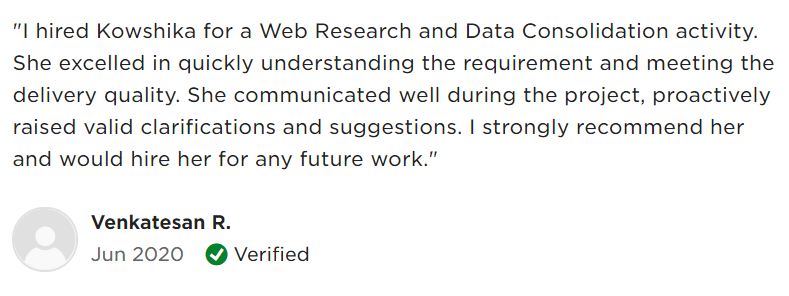 "I hired Kowshika for a Web Research and Data Consolidation activity.
She excelled in quickly understanding the requirement and meeting the
delivery quality. She communicated well during the project, proactively
raised valid clarifications and suggestions. I strongly recommend her
and would hire her for any future work."
Venkatesan R.
Jun 2020 Verified